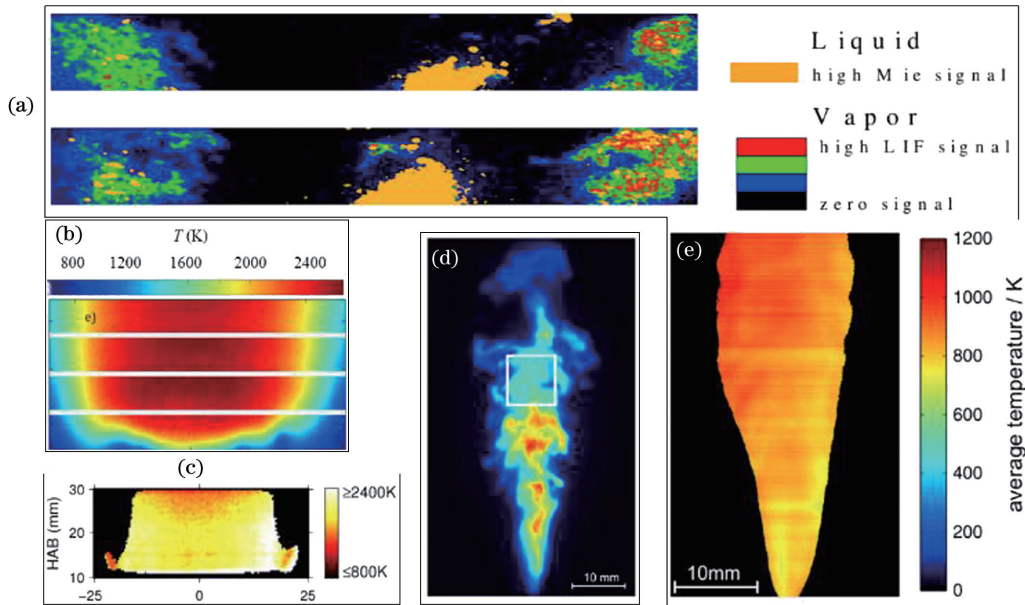 (a)
Liquid
high Mie signal
Vapor
high LIF signal
zero signal
(b)
T (K)
800 1200 1600 2000 2400
e)
(c)
HAB (mm)
30
20
10
−25 0 25
≥2400K
≤800K
(d)
10 mm
(e)
10mm
1200
1000
800
600
400
200
0
average temperature / K